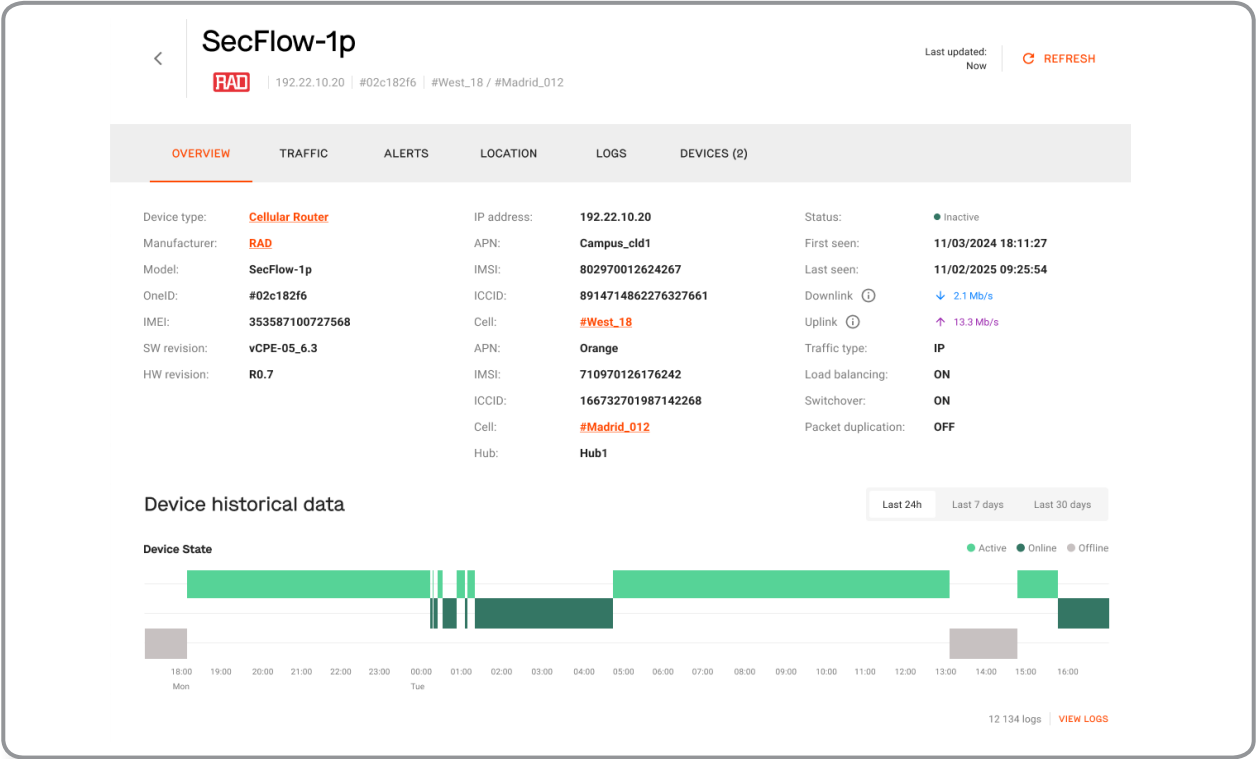 SecFlow-1p
Last updated:
Now
REFRESH
RAD
192.22.10.20 #02c182f6 #West_18 / #Madrid_012
OVERVIEW TRAFFIC ALERTS LOCATION LOGS DEVICES (2)
Device type: Cellular Router
Manufacturer: RAD
Model: SecFlow-1p
OneID: #02c182f6
IMEI: 353587100727568
SW revision: vCPE-05_6.3
HW revision: R0.7
IP address: 192.22.10.20
APN: Campus_cld1
IMSI: 802970012624267
ICCID: 8914714862276327661
Cell: #West_18
APN: Orange
IMSI: 710970126176242
ICCID: 166732701987142268
Cell: #Madrid_012
Hub: Hub1
Status: Inactive
First seen: 11/03/2024 18:11:27
Last seen: 11/02/2025 09:25:54
Downlink 2.1 Mb/s
Uplink 13.3 Mb/s
Traffic type: IP
Load balancing: ON
Switchover: ON
Packet duplication: OFF
Device historical data
Last 24h Last 7 days Last 30 days
Device State
Active Online Offline
18:00 19:00 20:00 21:00 22:00 23:00 00:00 01:00 02:00 03:00 04:00 05:00 06:00 07:00 08:00 09:00 10:00 11:00 12:00 13:00 14:00 15:00 16:00
Mon Tue
12 134 logs VIEW LOGS